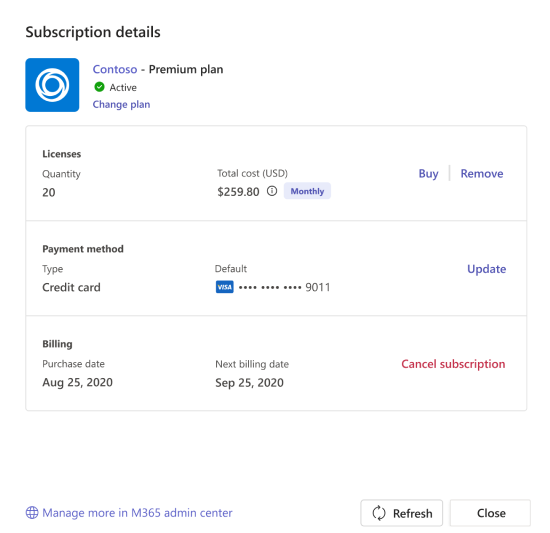 Subscription details
Contoso - Premium plan
Active
Change plan
Licenses
Quantity
Total cost (USD)
Buy
Remove
20
$259.80
Monthly
Payment method
Type
Default
Update
Credit card
VISA •••• •••• •••• 9011
Billing
Purchase date
Next billing date
Cancel subscription
Aug 25, 2020
Sep 25, 2020
Manage more in M365 admin center
Refresh
Close